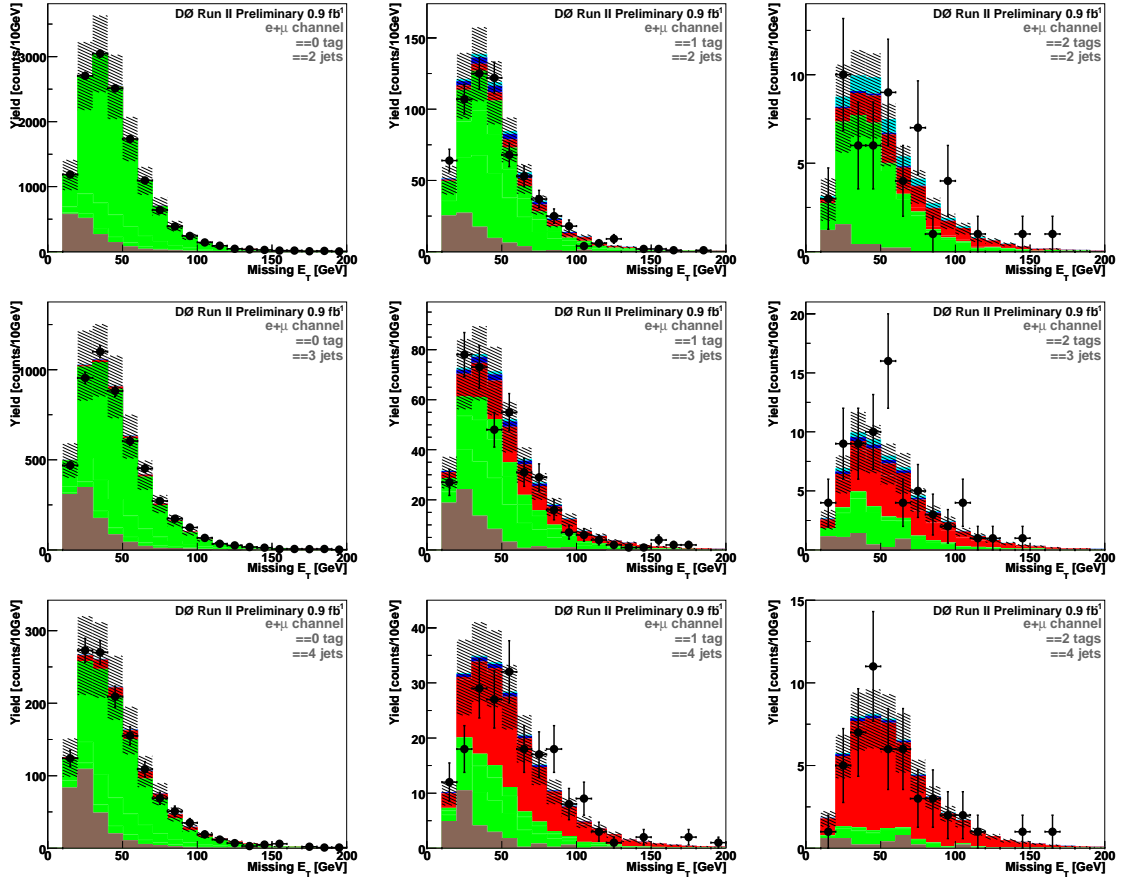 DØ Run II Preliminary 0.9 fb-1
e+μ channel
==0 tag
==2 jets
Yield [counts/10GeV]
3000
2000
1000
0
0 50 100 150 200
Missing E_T [GeV]
DØ Run II Preliminary 0.9 fb-1
e+μ channel
==1 tag
==2 jets
Yield [counts/10GeV]
150
100
50
0
0 50 100 150 200
Missing E_T [GeV]
DØ Run II Preliminary 0.9 fb-1
e+μ channel
==2 tags
==2 jets
Yield [counts/10GeV]
10
5
0
0 50 100 150 200
Missing E_T [GeV]
DØ Run II Preliminary 0.9 fb-1
e+μ channel
==0 tag
==3 jets
Yield [counts/10GeV]
1000
500
0
0 50 100 150 200
Missing E_T [GeV]
DØ Run II Preliminary 0.9 fb-1
e+μ channel
==1 tag
==3 jets
Yield [counts/10GeV]
80
60
40
20
0
0 50 100 150 200
Missing E_T [GeV]
DØ Run II Preliminary 0.9 fb-1
e+μ channel
==2 tags
==3 jets
Yield [counts/10GeV]
20
15
10
5
0
0 50 100 150 200
Missing E_T [GeV]
DØ Run II Preliminary 0.9 fb-1
e+μ channel
==0 tag
==4 jets
Yield [counts/10GeV]
300
200
100
0
0 50 100 150 200
Missing E_T [GeV]
DØ Run II Preliminary 0.9 fb-1
e+μ channel
==1 tag
==4 jets
Yield [counts/10GeV]
40
30
20
10
0
0 50 100 150 200
Missing E_T [GeV]
DØ Run II Preliminary 0.9 fb-1
e+μ channel
==2 tags
==4 jets
Yield [counts/10GeV]
15
10
5
0
0 50 100 150 200
Missing E_T [GeV]